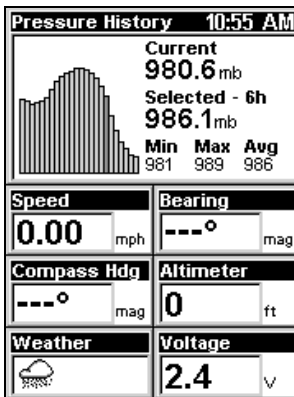 Pressure History 10:55 AM
Current
980.6mb
Selected - 6h
986.1mb
Min Max Avg
981 989 986
Speed Bearing
0.00 mph ---° mag
Compass Hdg Altimeter
---° mag 0 ft
Weather Voltage
2.4 V